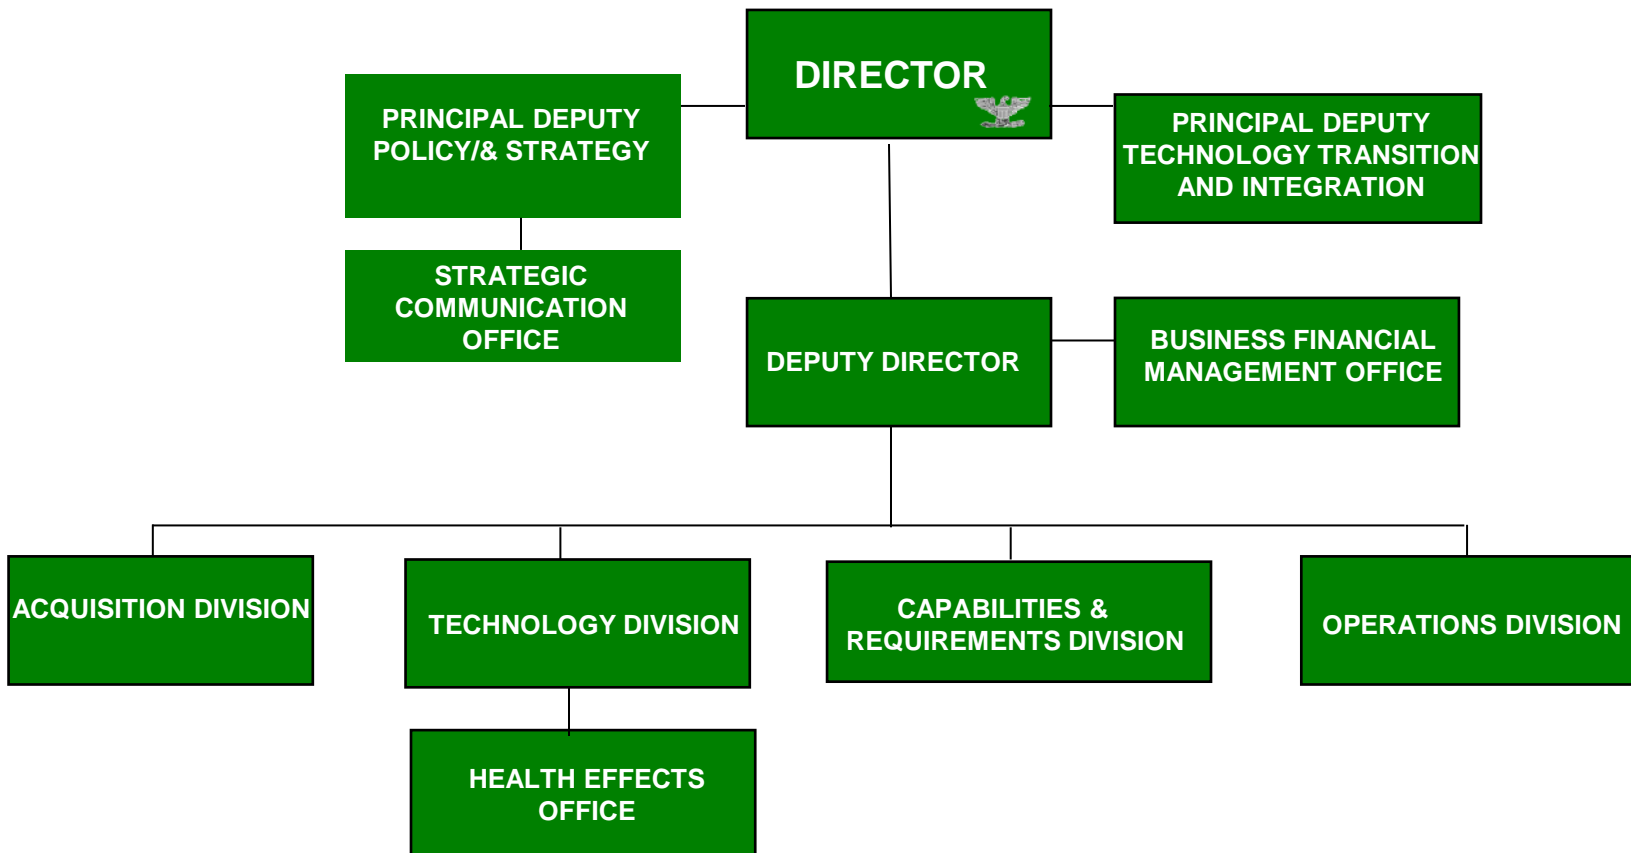 DIRECTOR
PRINCIPAL DEPUTY
POLICY/& STRATEGY
PRINCIPAL DEPUTY
TECHNOLOGY TRANSITION
AND INTEGRATION
STRATEGIC
COMMUNICATION
OFFICE
DEPUTY DIRECTOR
BUSINESS FINANCIAL
MANAGEMENT OFFICE
ACQUISITION DIVISION
TECHNOLOGY DIVISION
CAPABILITIES &
REQUIREMENTS DIVISION
OPERATIONS DIVISION
HEALTH EFFECTS
OFFICE